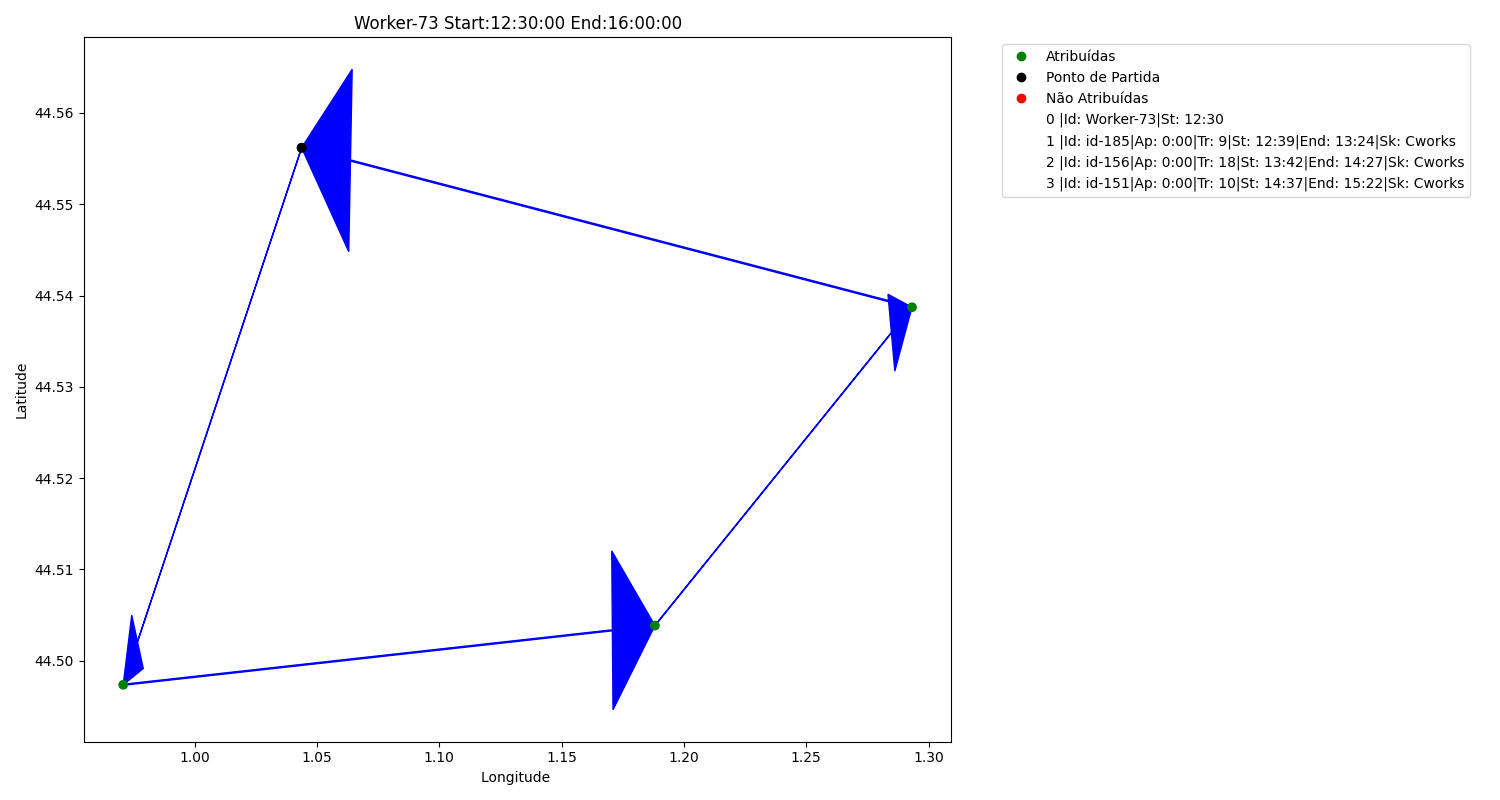 Worker-73 Start:12:30:00 End:16:00:00
Atribuídas
Ponto de Partida
Não Atribuídas
0 |Id: Worker-73|St: 12:30
1 |Id: id-185|Ap: 0:00|Tr: 9|St: 12:39|End: 13:24|Sk: Cworks
2 |Id: id-156|Ap: 0:00|Tr: 18|St: 13:42|End: 14:27|Sk: Cworks
3 |Id: id-151|Ap: 0:00|Tr: 10|St: 14:37|End: 15:22|Sk: Cworks
Latitude
44.56
44.55
44.54
44.53
44.52
44.51
44.50
1.00 1.05 1.10 1.15 1.20 1.25 1.30
Longitude